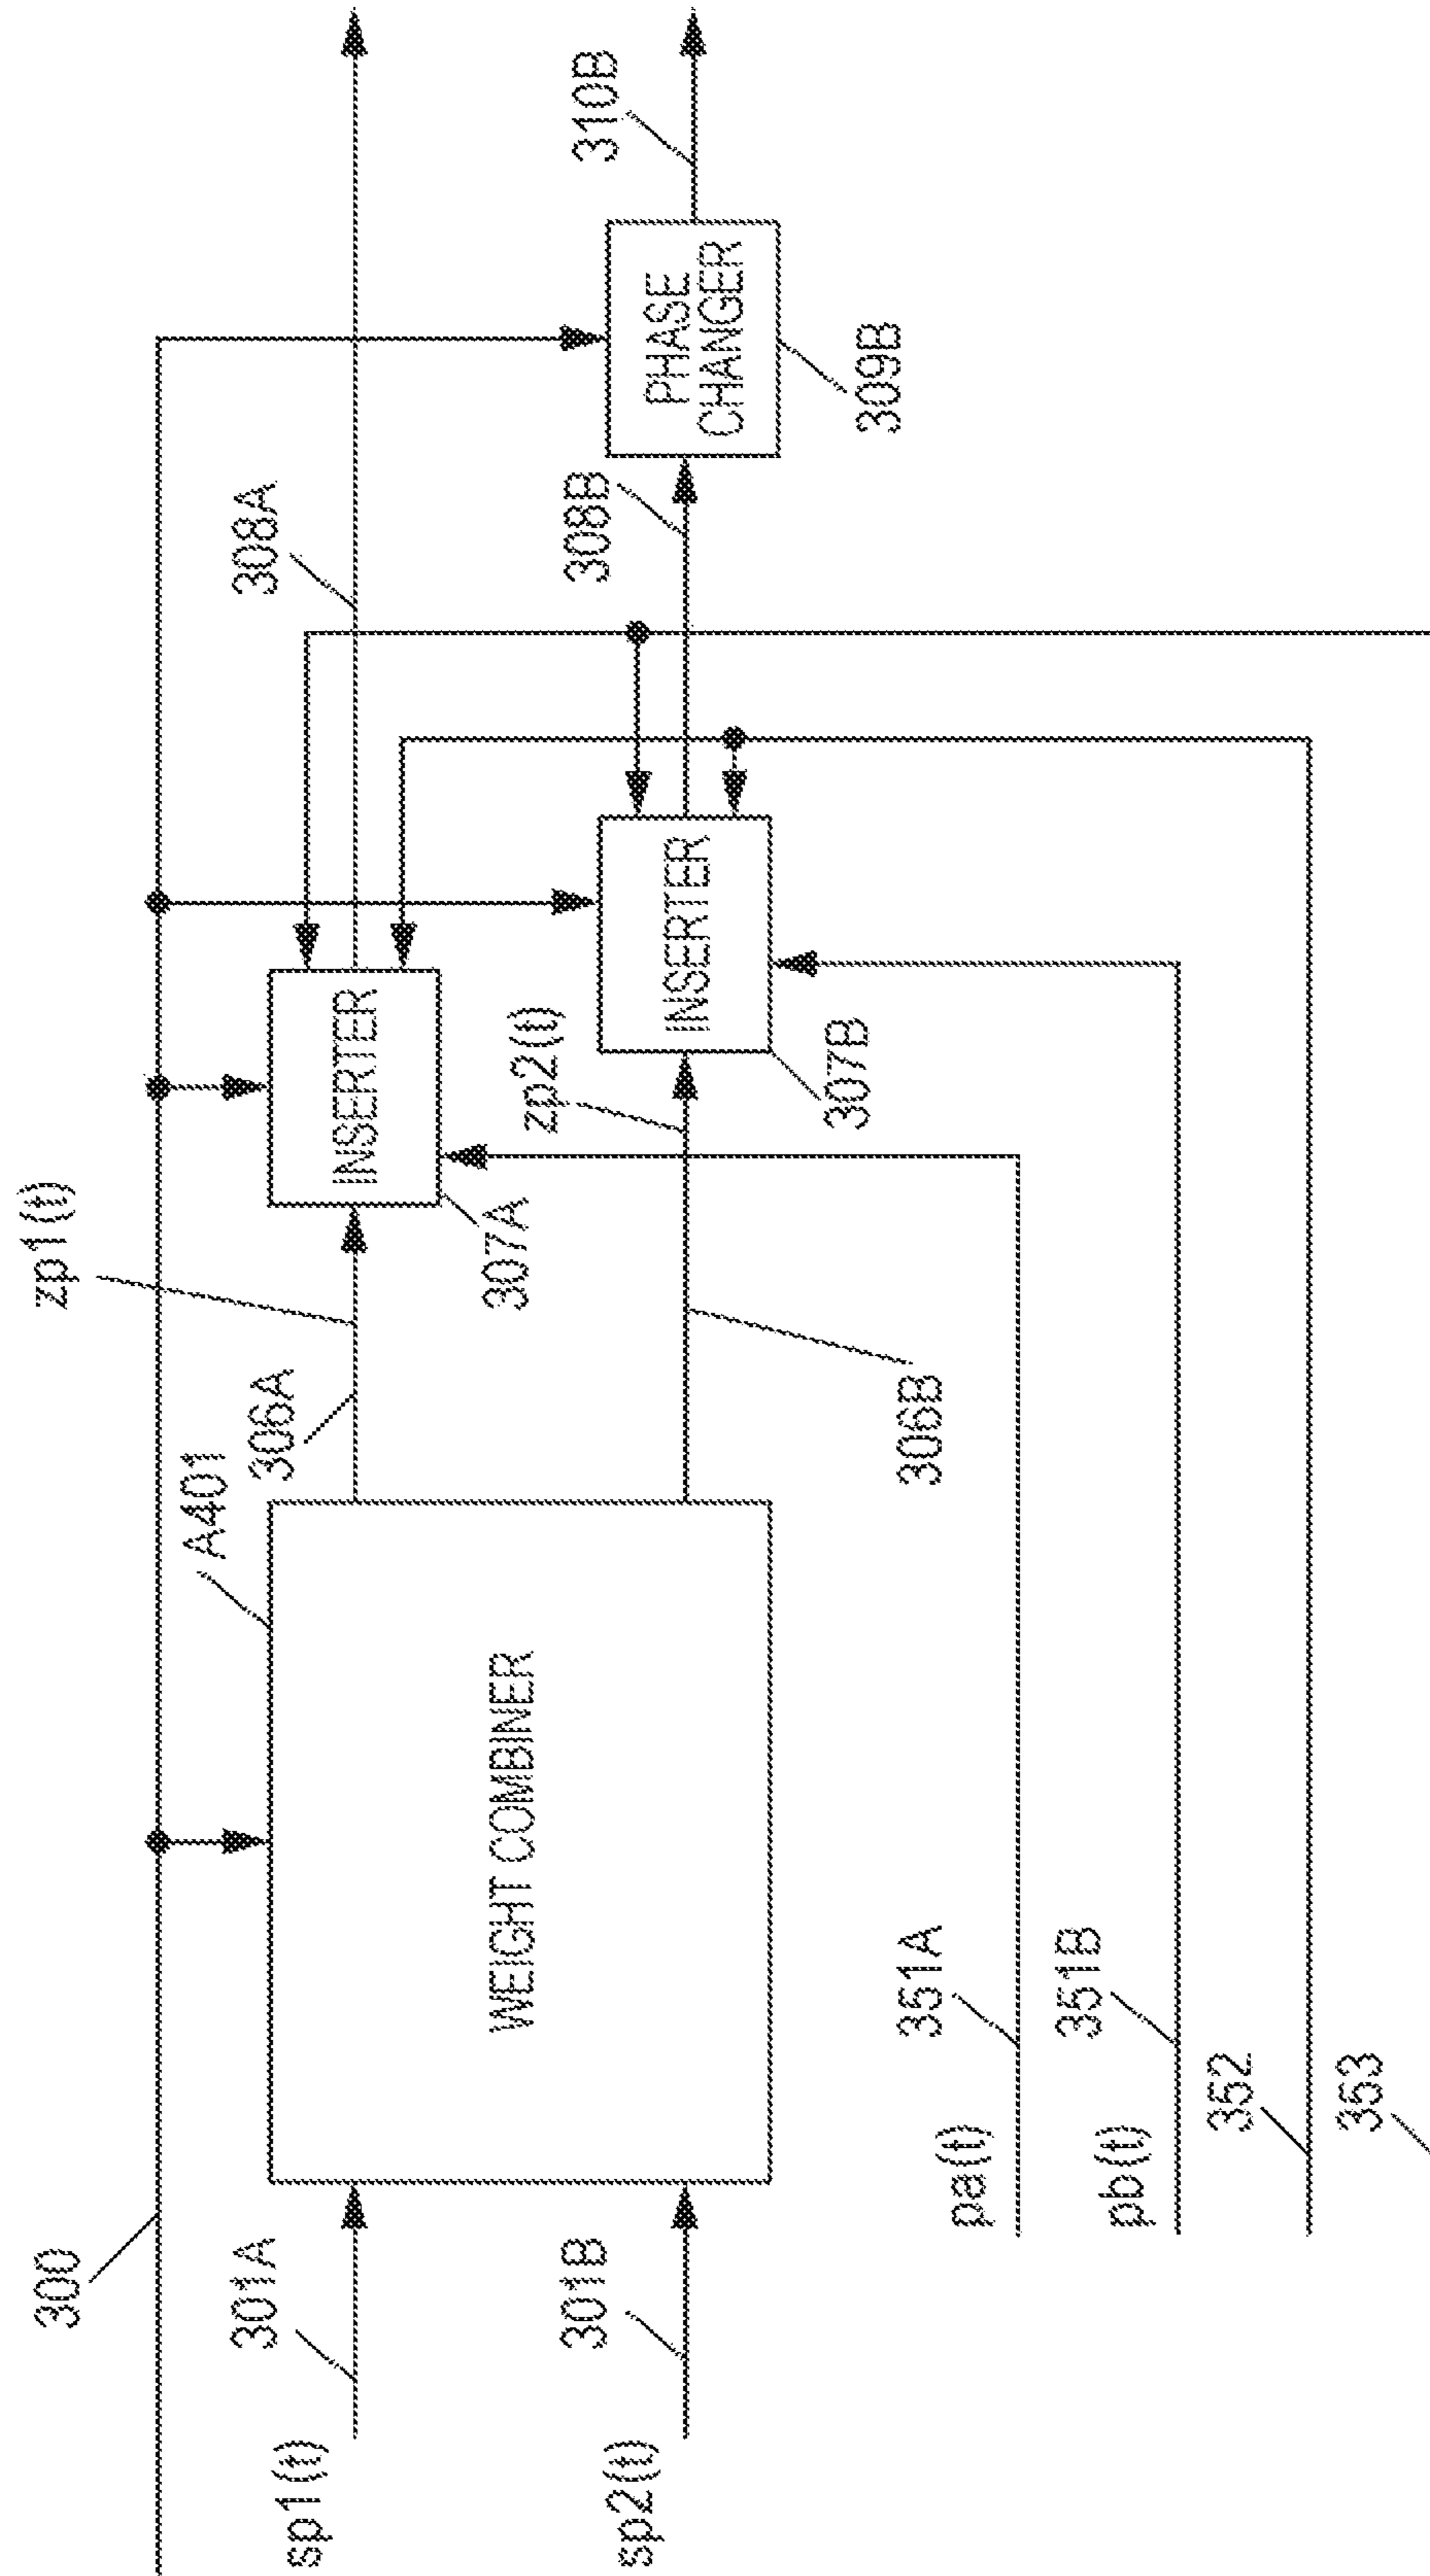 300
sp1(t)
301A
sp2(t)
301B
WEIGHT COMBINER
A401
306A
zp1(t)
306B
zp2(t)
INSERTER
307A
INSERTER
307B
308A
308B
PHASE
CHANGER
309B
310B
pa(t)
351A
pb(t)
351B
352
353